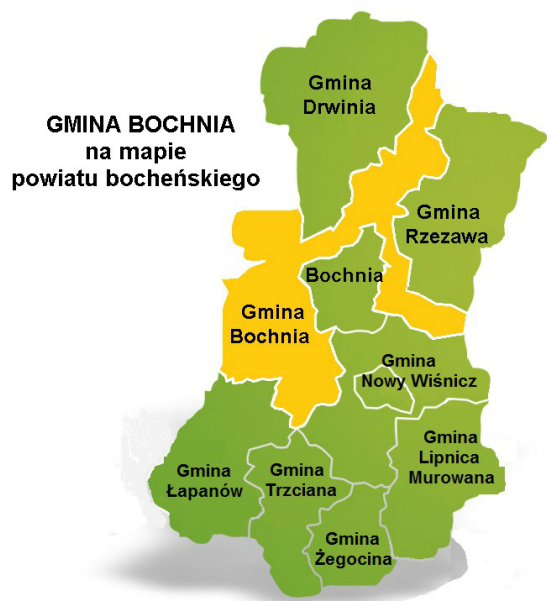 GMINA BOCHNIA
na mapie
powiatu bocheńskiego
Gmina
Drwinia
Gmina
Rzezawa
Bochnia
Gmina
Bochnia
Gmina
Nowy Wiśnicz
Gmina
Lipnica
Murowana
Gmina
Łapanów
Gmina
Trzciana
Gmina
Żegocina